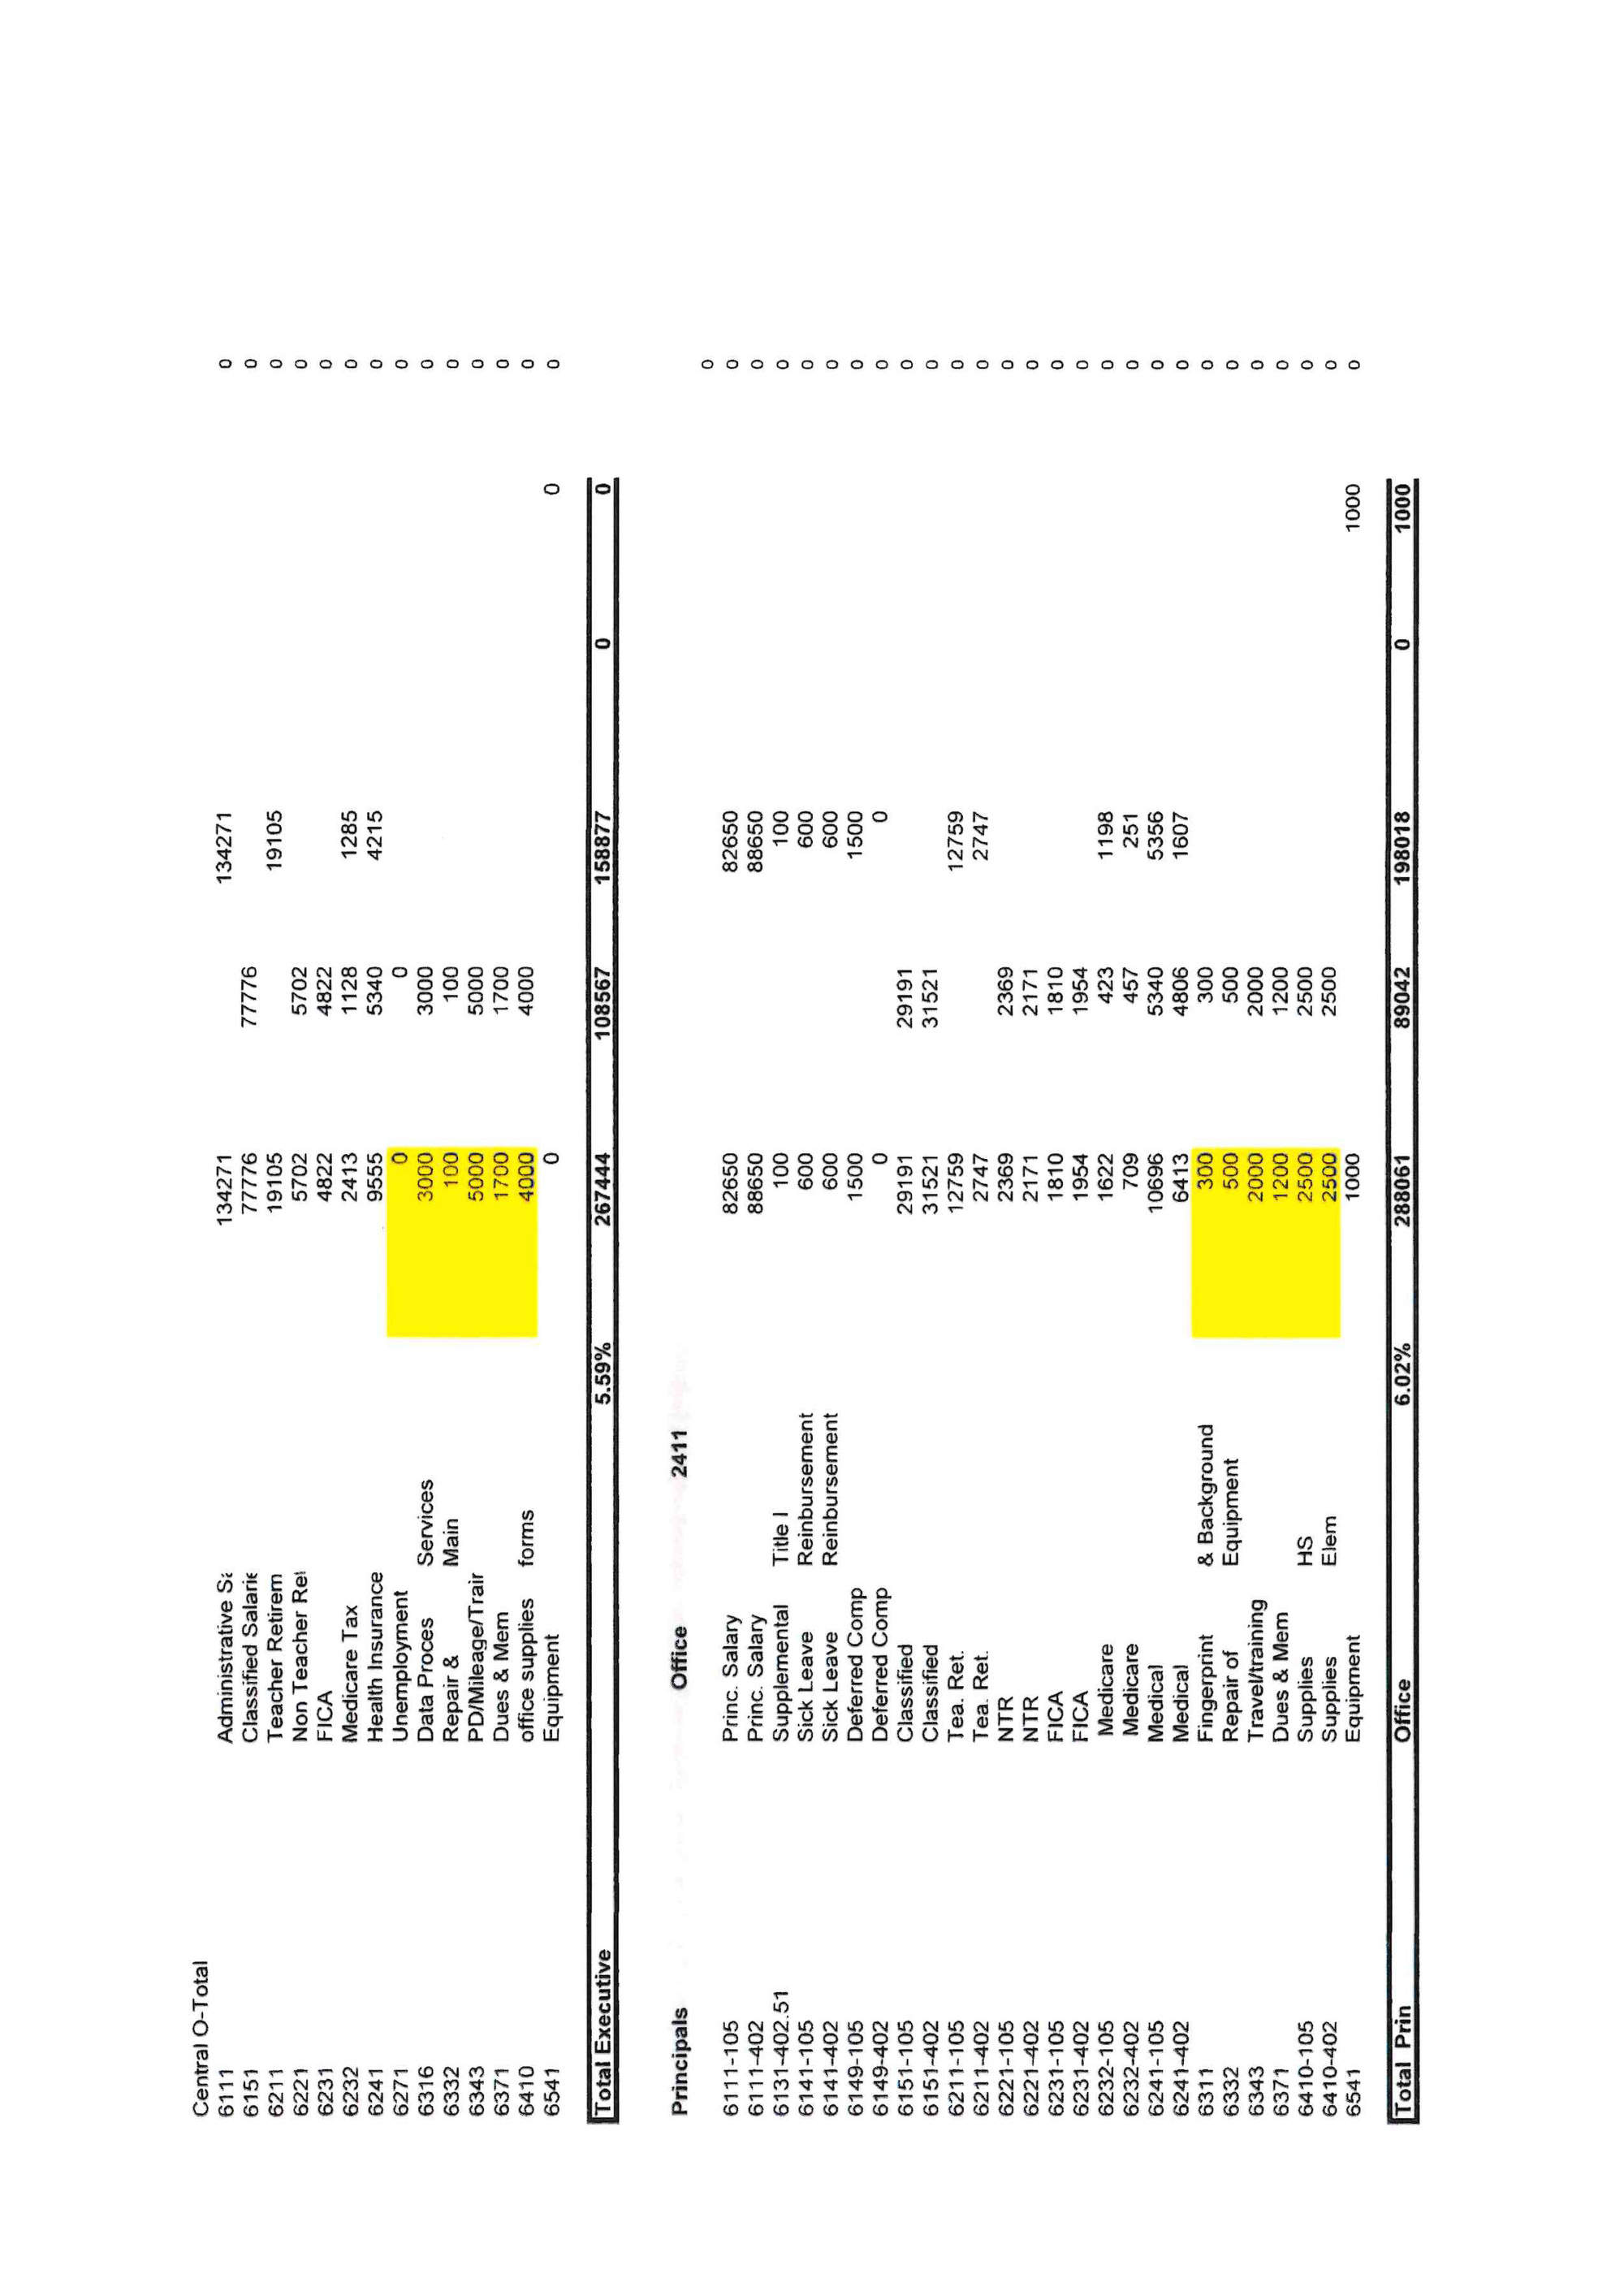 Central O-Total
6111 Administrative Sa 134271 134271 0
6151 Classified Salarie 77776 77776 0
6211 Teacher Retirem 19105 19105 0
6221 Non Teacher Ret 5702 5702 0
6231 FICA 4822 4822 0
6232 Medicare Tax 2413 1128 1285 0
6241 Health Insurance 9555 5340 4215 0
6271 Unemployment 0 0 0
6316 Data Proces Services 3000 3000 0
6332 Repair & Main 100 100 0
6343 PD/Mileage/Trair 5000 5000 0
6371 Dues & Mem 1700 1700 0
6410 office supplies forms 4000 4000 0
6541 Equipment 0 0 0
Total Executive 5.59% 267444 108567 158877 0 0
Principals Office 2411
0
6111-105 Princ. Salary 82650 82650 0
6111-402 Princ. Salary 88650 88650 0
6131-402.51 Supplemental Title I 100 100 0
6141-105 Sick Leave Reinbursement 600 600 0
6141-402 Sick Leave Reinbursement 600 600 0
6149-105 Deferred Comp 1500 1500 0
6149-402 Deferred Comp 0 0 0
6151-105 Classified 29191 29191 0
6151-402 Classified 31521 31521 0
6211-105 Tea. Ret. 12759 12759 0
6211-402 Tea. Ret. 2747 2747 0
6221-105 NTR 2369 2369 0
6221-402 NTR 2171 2171 0
6231-105 FICA 1810 1810 0
6231-402 FICA 1954 1954 0
6232-105 Medicare 1622 423 1198 0
6232-402 Medicare 709 457 251 0
6241-105 Medical 10696 5340 5356 0
6241-402 Medical 6413 4806 1607 0
6311 Fingerprint & Background 300 300 0
6332 Repair of Equipment 500 500 0
6343 Travel/training 2000 2000 0
6371 Dues & Mem 1200 1200 0
6410-105 Supplies HS 2500 2500 0
6410-402 Supplies Elem 2500 2500 0
6541 Equipment 1000 1000 0
Total Prin Office 6.02% 288061 89042 198018 0 1000